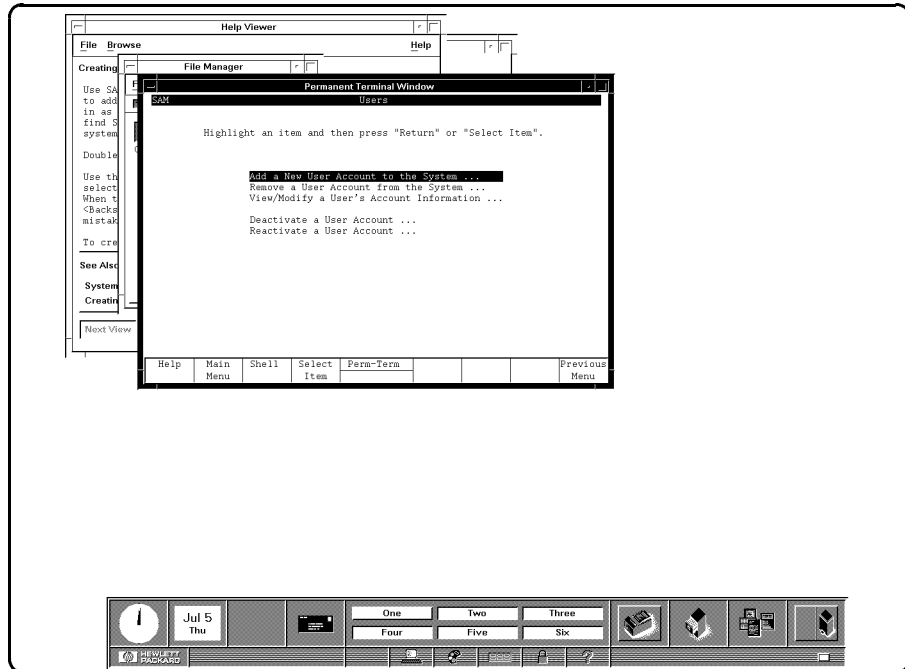 Help Viewer
File Browse Help
Creating
Use SA
to add
in as
find S
system
Double
Use th
select
When t
<Backs
mistak
To cre
See Also
System
Creatin
Next View
File Manager
F
Permanent Terminal Window
SAM Users
Highlight an item and then press "Return" or "Select Item".
Add a New User Account to the System ...
Remove a User Account from the System ...
View/Modify a User's Account Information ...
Deactivate a User Account ...
Reactivate a User Account ...
Help Main Menu Shell Select Item Perm-Term Previous Menu
Jul 5
Thu
One Two Three
Four Five Six
hp HEWLETT
PACKARD